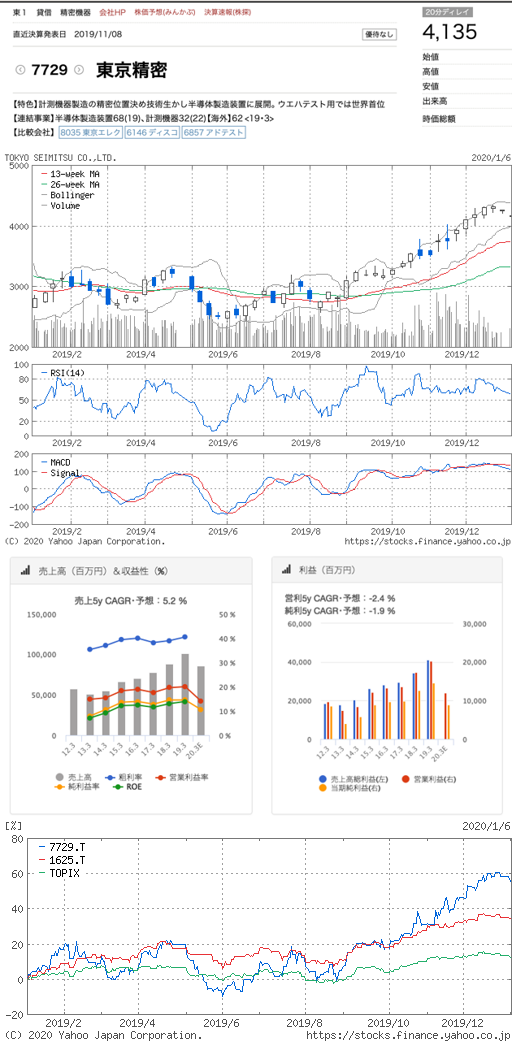 東1 貸借 精密機器 会社HP 株価予想(みんかぶ) 決算速報(株探)
20分ディレイ
直近決算発表日 2019/11/08 優待なし
4,135
7729 東京精密
始値
高値
安値
出来高
時価総額
【特色】計測機器製造の精密位置決め技術生かし半導体製造装置に展開。ウエハテスト用では世界首位
【連結事業】半導体製造装置68(19)、計測機器32(22)【海外】62 <19・3>
【比較会社】 8035 東京エレク 6146 ディスコ 6857 アドテスト
TOKYO SEIMITSU CO.,LTD. 2020/1/6
5000
13-week MA
26-week MA
Bollinger
Volume
4000
3000
2000
2019/2 2019/4 2019/6 2019/8 2019/10 2019/12
100
RSI(14)
80
50
20
0
2019/2 2019/4 2019/6 2019/8 2019/10 2019/12
200
MACD
Signal
100
0
-100
-200
2019/2 2019/4 2019/6 2019/8 2019/10 2019/12
(C) 2020 Yahoo Japan Corporation. https://stocks.finance.yahoo.co.jp
売上高（百万円）＆収益性（%）
売上5y CAGR・予想：5.2 %
150,000 50 %
40 %
100,000
30 %
50,000 20 %
10 %
0 0 %
12.3 13.3 14.3 15.3 16.3 17.3 18.3 19.3 20.3E
売上高 粗利率 営業利益率
純利益率 ROE
利益（百万円）
営利5y CAGR・予想：-2.4 %
純利5y CAGR・予想：-1.9 %
60,000 30,000
40,000 20,000
20,000 10,000
0 0
12.3 13.3 14.3 15.3 16.3 17.3 18.3 19.3 20.3E
売上高総利益(左) 営業利益(右)
当期純利益(右)
[%] 2020/1/6
80
7729.T
1625.T
TOPIX
60
40
20
0
-20
2019/2 2019/4 2019/6 2019/8 2019/10 2019/12
(C) 2020 Yahoo Japan Corporation. https://stocks.finance.yahoo.co.jp